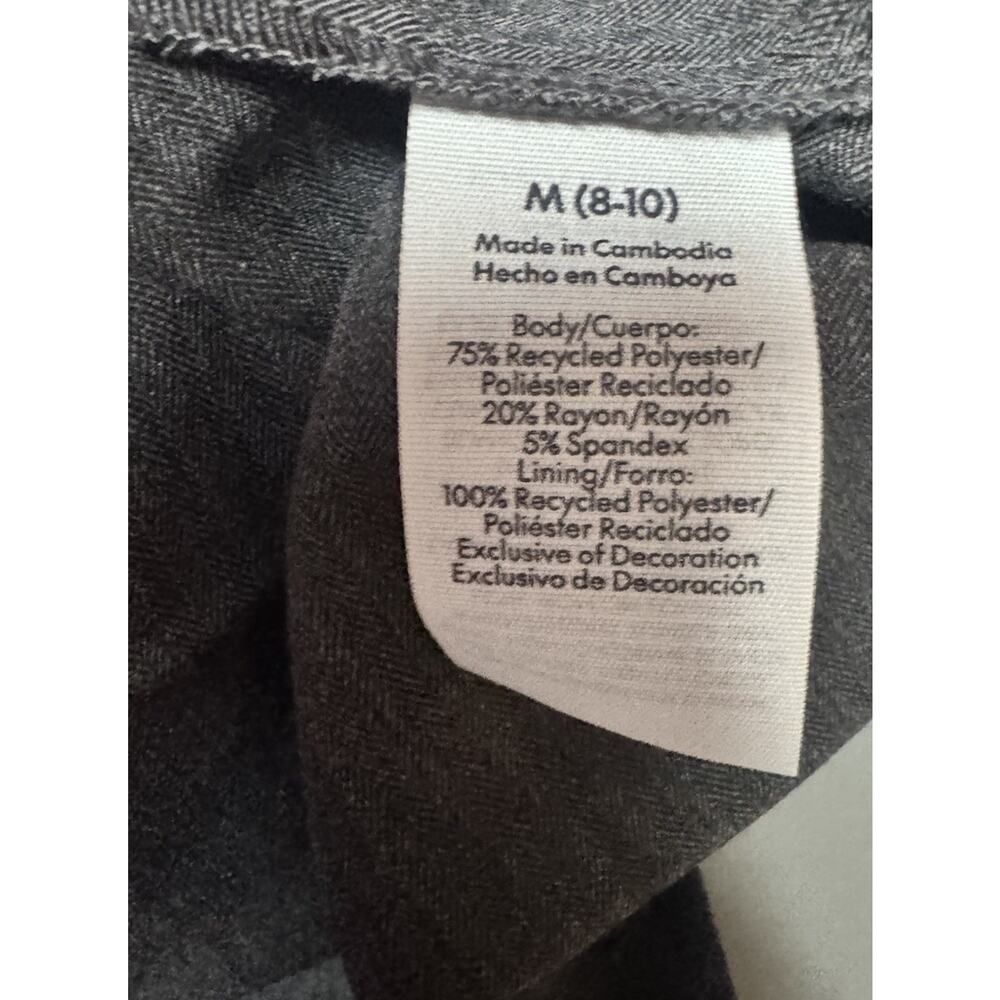 M (8-10)
Made in Cambodia
Hecho en Camboya
Body/Cuerpo:
75% Recycled Polyester/
Poliéster Reciclado
20% Rayon/Rayón
5% Spandex
Lining/Forro:
100% Recycled Polyester/
Poliéster Reciclado
Exclusive of Decoration
Exclusivo de Decoración